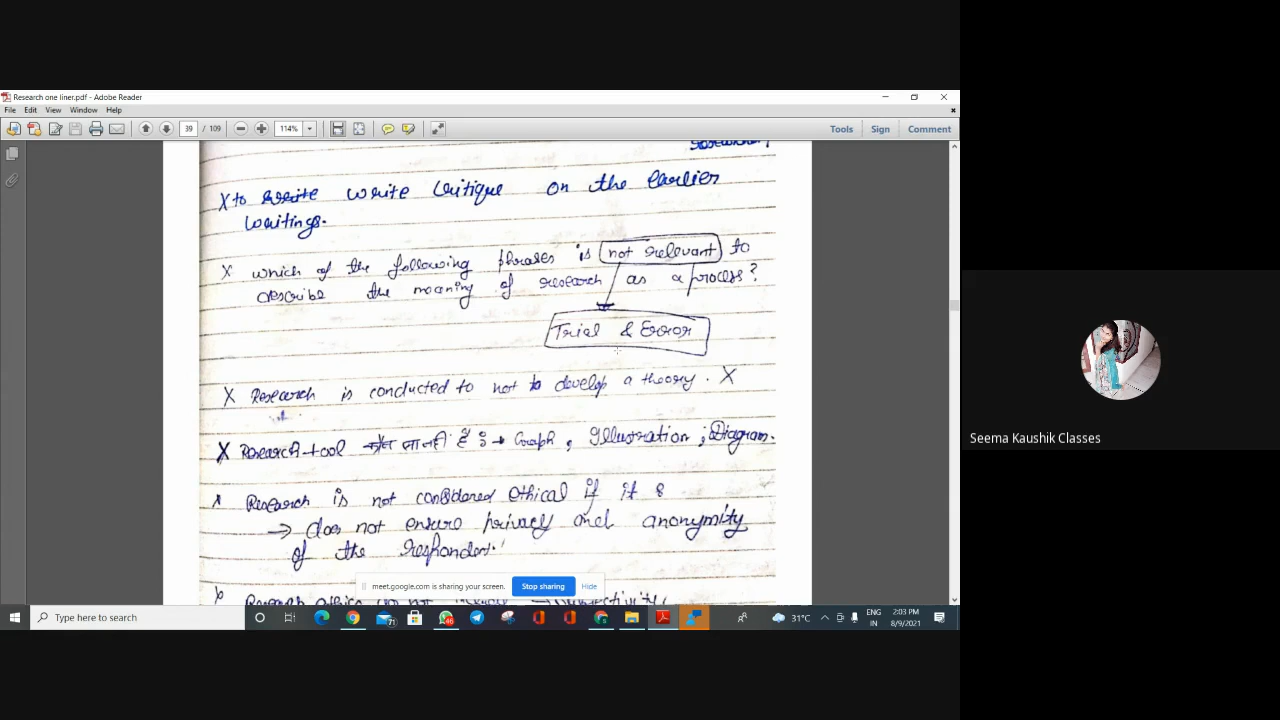 Research one liner.pdf - Adobe Reader
File Edit View Window Help
39 / 109 114% Tools Sign Comment
X to write write critique on the earlier
writings.
X which of the following phrases is not relevant to
describe the meaning of research as a process?
Trial & Error
X Research is conducted to not to develop a theory. X
X Research tool कौन सा नही है ? → Graph, Illustration, Diagram.
X Research is not considered ethical if it :
→ does not ensure privacy and anonymity
of the respondent.
meet.google.com is sharing your screen. Stop sharing Hide
Type here to search
71
31°C
ENG
IN
2:03 PM
8/9/2021
Seema Kaushik Classes